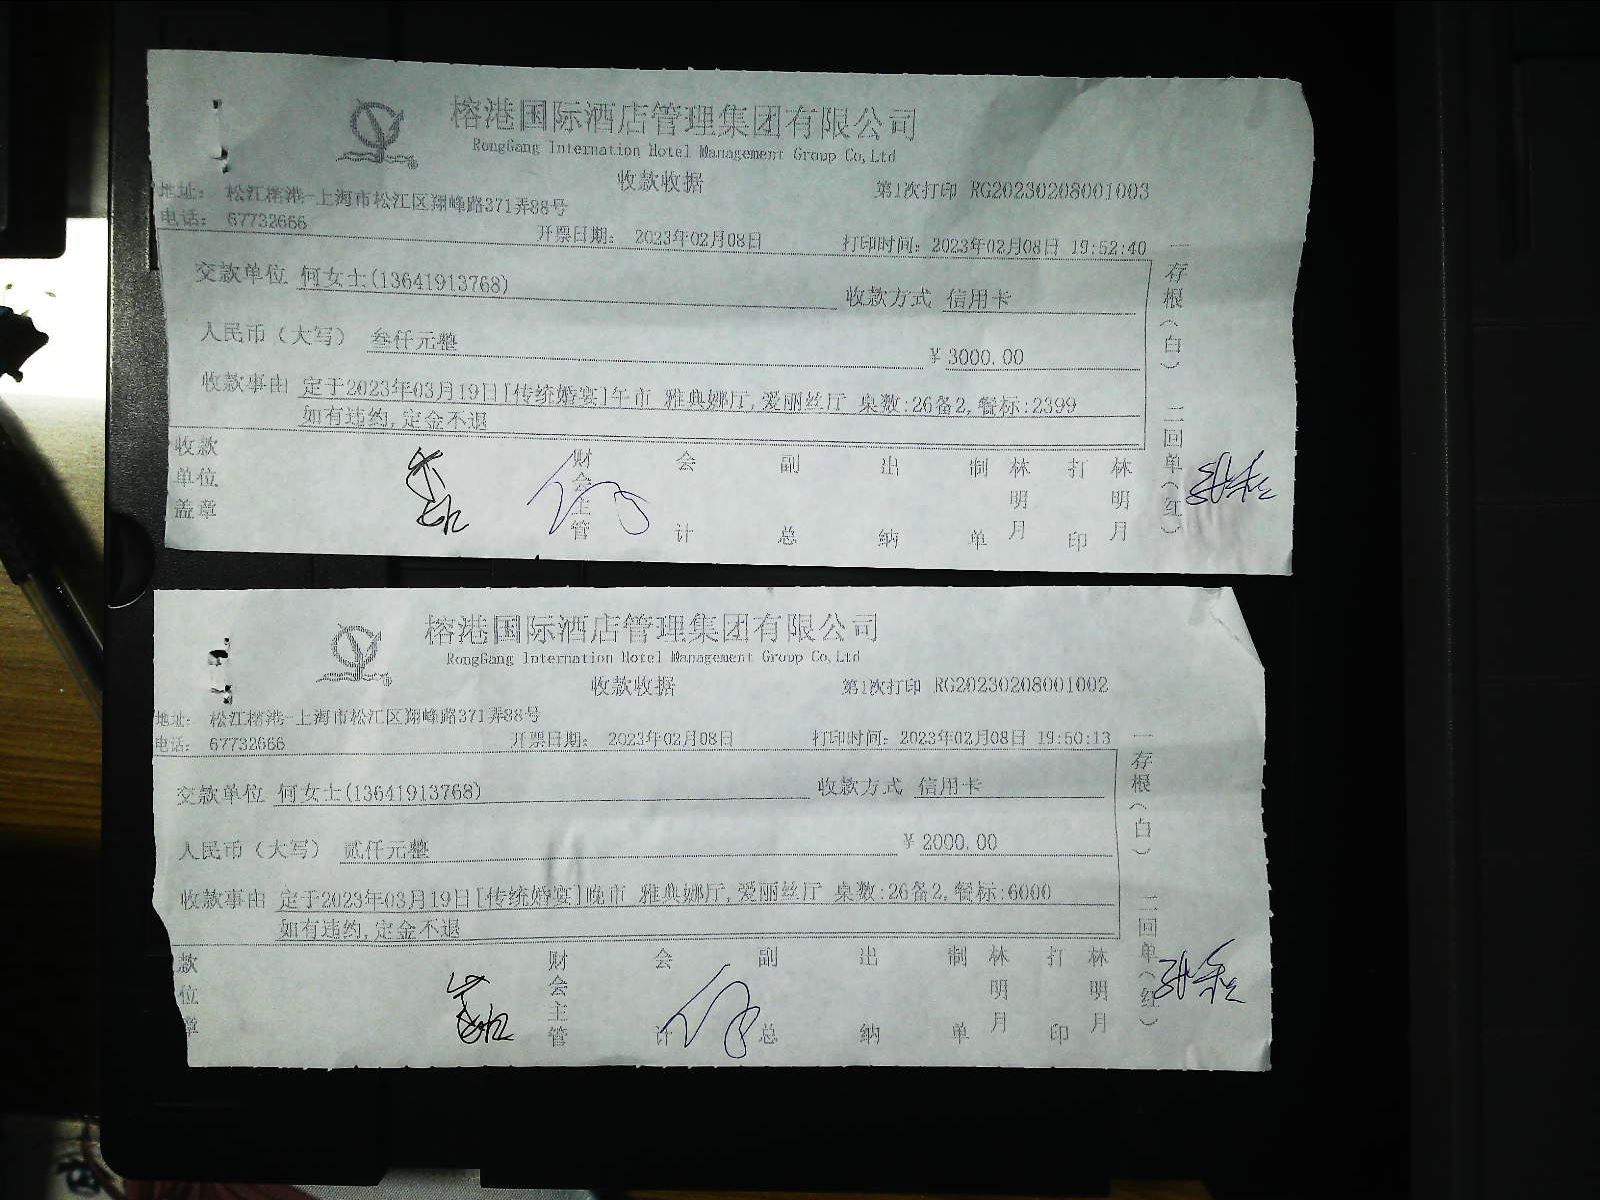 榕港国际酒店管理集团有限公司
RongGang Internation Hotel Management Group Co,Ltd
收款收据
第1次打印 RG20230208001003
地址： 松江榕港-上海市松江区翔峰路371弄88号
电话： 67732666
开票日期： 2023年02月08日
打印时间：2023年02月08日 19:52:40
交款单位 何女士(13641913768)
收款方式 信用卡
人民币（大写） 叁仟元整
￥3000.00
收款事由 定于2023年03月19日[传统婚宴]午市 雅典娜厅,爱丽丝厅 桌数:26备2,餐标:2399
如有违约,定金不退
收款单位盖章
财会主管
会计
副总
出纳
制单
林明月
打印
林明月
一存根（白） 二回单（红）
榕港国际酒店管理集团有限公司
RongGang Internation Hotel Management Group Co,Ltd
收款收据
第1次打印 RG20230208001002
地址： 松江榕港-上海市松江区翔峰路371弄88号
电话： 67732666
开票日期： 2023年02月08日
打印时间：2023年02月08日 19:50:13
交款单位 何女士(13641913768)
收款方式 信用卡
人民币（大写） 贰仟元整
￥2000.00
收款事由 定于2023年03月19日[传统婚宴]晚市 雅典娜厅,爱丽丝厅 桌数:26备2,餐标:6000
如有违约,定金不退
款
位
章
财会主管
会计
副总
出纳
制单
林明月
打印
林明月
一存根（白） 二回单（红）